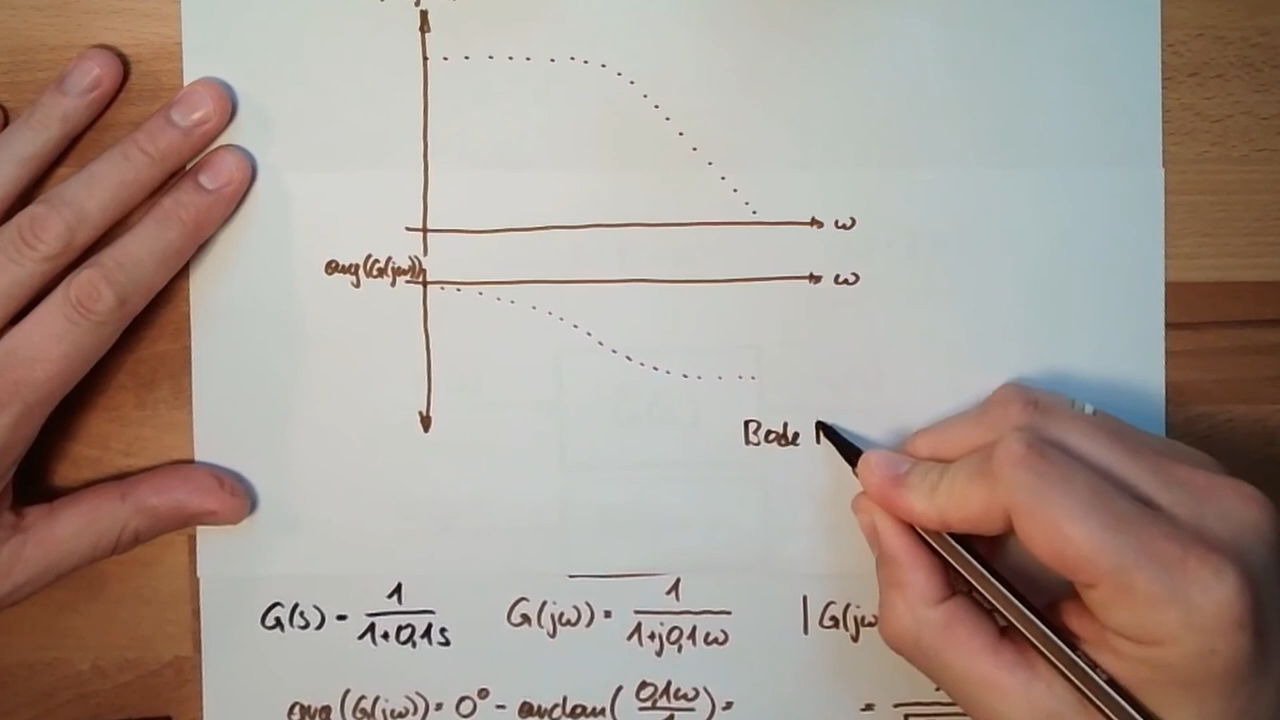 ω
arg(G(jω))
ω
Bode
G(s) = 1/(1+0,1s)  G(jω) = 1/(1+j0,1ω)  |G(jω
arg(G(jω)) = 0° - arctan(0,1ω/1) =  =